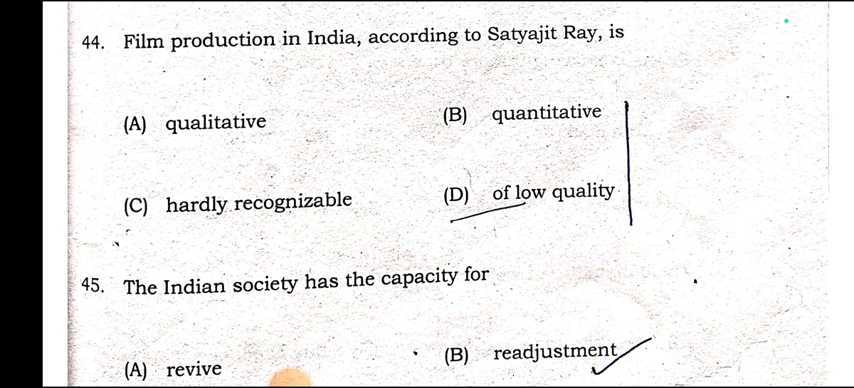 44. Film production in India, according to Satyajit Ray, is
(A) qualitative (B) quantitative
(C) hardly recognizable (D) of low quality
45. The Indian society has the capacity for
(A) revive (B) readjustment